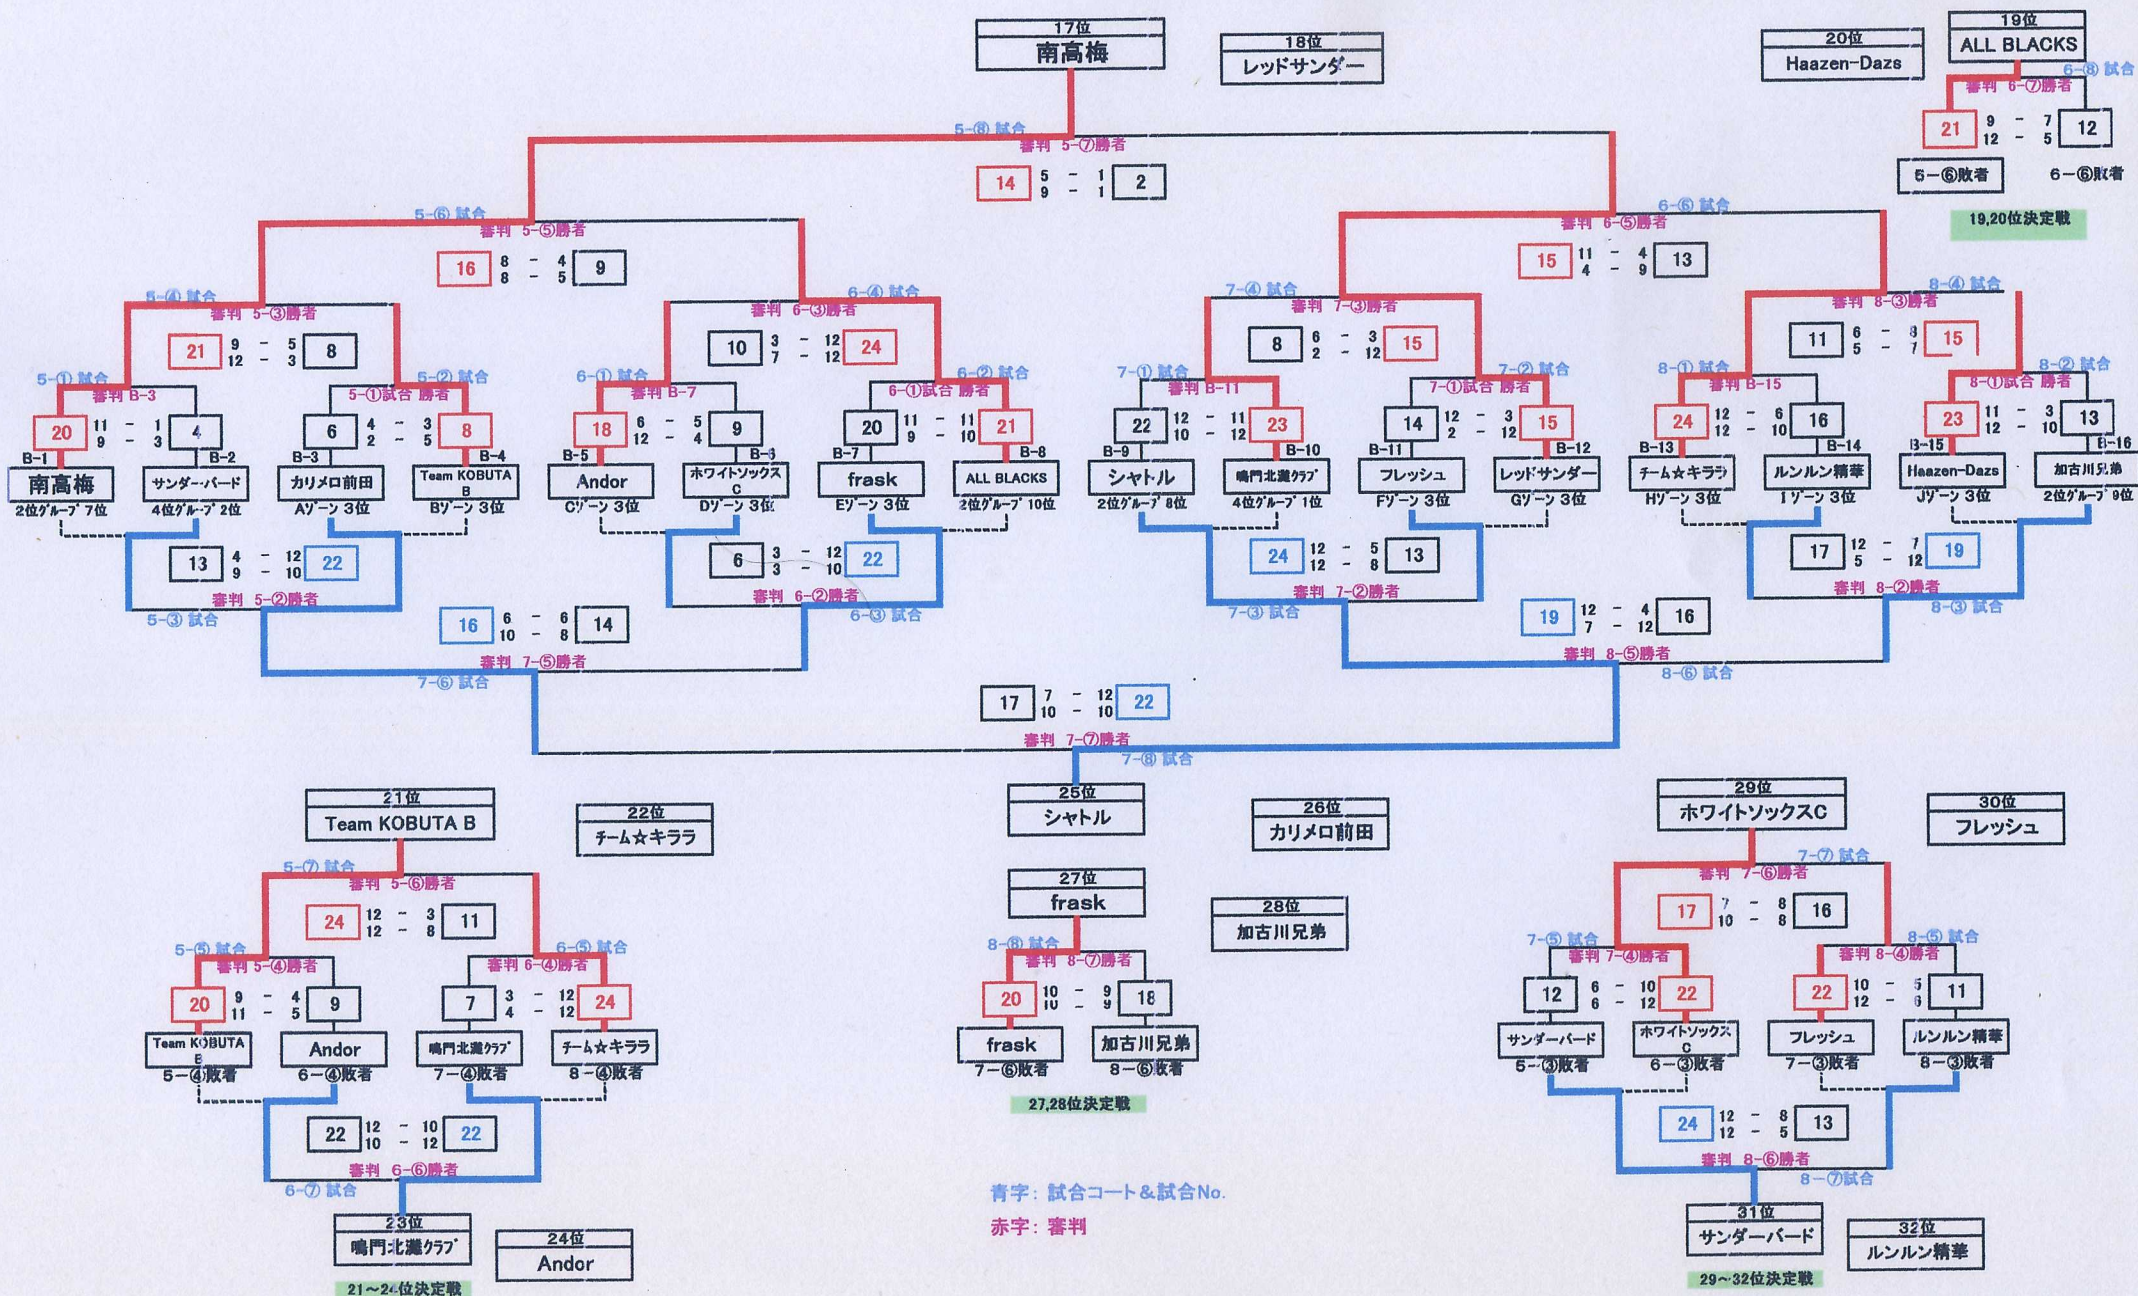 17位
南高梅
18位
レッドサンダー
20位
Haazen-Dazs
19位
ALL BLACKS
6-⑧ 試合
審判 6-⑦勝者
21 9 - 7 12
12 - 5
6-⑥敗者
19,20位決定戦
5-⑧ 試合
審判 5-⑦勝者
14 5 - 1 2
9 - 1
5-⑥ 試合
審判 5-⑤勝者
16 8 - 4 9
8 - 5
6-⑥ 試合
審判 6-⑤勝者
15 11 - 4 13
4 - 9
5-④ 試合
審判 5-③勝者
21 9 - 5 8
12 - 3
6-④ 試合
審判 6-③勝者
10 3 - 12 24
7 - 12
7-④ 試合
審判 7-③勝者
8 6 - 3 15
2 - 12
8-④ 試合
審判 8-③勝者
11 6 - 8 15
5 - 7
5-① 試合
審判 B-3
20 11 - 1 4
9 - 3
5-② 試合
5-①試合 勝者
6 4 - 3 8
2 - 5
6-① 試合
審判 B-7
18 6 - 5 9
12 - 4
6-② 試合
6-①試合 勝者
20 11 - 11 21
9 - 10
7-① 試合
審判 B-11
22 12 - 11 23
10 - 12
7-② 試合
7-①試合 勝者
14 12 - 3 15
2 - 12
8-① 試合
審判 B-15
24 12 - 6 16
12 - 10
8-② 試合
8-①試合 勝者
23 11 - 3 13
12 - 10
B-1
南高梅
2位グループ 7位
B-2
サンダーバード
4位グループ 2位
B-3
カリメロ前田
Aゾーン 3位
B-4
Team KOBUTA
B
Bゾーン 3位
B-5
Andor
Cゾーン 3位
B-6
ホワイトソックス
C
Dゾーン 3位
B-7
frask
Eゾーン 3位
B-8
ALL BLACKS
2位グループ 10位
B-9
シャトル
2位グループ 8位
B-10
鳴門北灘クラブ
4位グループ 1位
B-11
フレッシュ
Fゾーン 3位
B-12
レッドサンダー
Gゾーン 3位
B-13
チーム☆キララ
Hゾーン 3位
B-14
ルンルン精華
Iゾーン 3位
B-15
Haazen-Dazs
Jゾーン 3位
B-16
加古川兄弟
2位グループ 9位
13 4 - 12 22
9 - 10
審判 5-②勝者
5-③ 試合
6 3 - 12 22
3 - 10
審判 6-②勝者
6-③ 試合
24 12 - 5 13
12 - 8
審判 7-②勝者
7-③ 試合
17 12 - 7 19
5 - 12
審判 8-②勝者
8-③ 試合
16 6 - 6 14
10 - 8
審判 7-⑤勝者
7-⑥ 試合
19 12 - 4 16
7 - 12
審判 8-⑤勝者
8-⑥ 試合
17 7 - 12 22
10 - 10
審判 7-⑦勝者
7-⑧ 試合
21位
Team KOBUTA B
22位
チーム☆キララ
5-⑦ 試合
審判 5-⑥勝者
24 12 - 3 11
12 - 8
5-⑤ 試合
審判 5-④勝者
20 9 - 4 9
11 - 5
6-⑤ 試合
審判 6-④勝者
7 3 - 12 24
4 - 12
Team KOBUTA
B
5-④敗者
Andor
6-④敗者
鳴門北灘クラブ
7-④敗者
チーム☆キララ
8-④敗者
22 12 - 10 22
10 - 12
審判 6-⑥勝者
6-⑦ 試合
23位
鳴門北灘クラブ
24位
Andor
21～24位決定戦
25位
シャトル
26位
カリメロ前田
27位
frask
28位
加古川兄弟
8-⑧ 試合
審判 8-⑦勝者
20 10 - 9 18
10 - 9
frask
7-⑥敗者
加古川兄弟
8-⑥敗者
27,28位決定戦
青字: 試合コート&試合No.
赤字: 審判
29位
ホワイトソックスC
30位
フレッシュ
7-⑦ 試合
審判 7-⑥勝者
17 7 - 8 16
10 - 8
7-⑤ 試合
審判 7-④勝者
12 6 - 10 22
6 - 12
8-⑤ 試合
審判 8-④勝者
22 10 - 5 11
12 - 6
サンダーバード
5-③敗者
ホワイトソックス
C
6-③敗者
フレッシュ
7-③敗者
ルンルン精華
8-③敗者
24 12 - 8 13
12 - 5
審判 8-⑥勝者
8-⑦試合
31位
サンダーバード
32位
ルンルン精華
29～32位決定戦